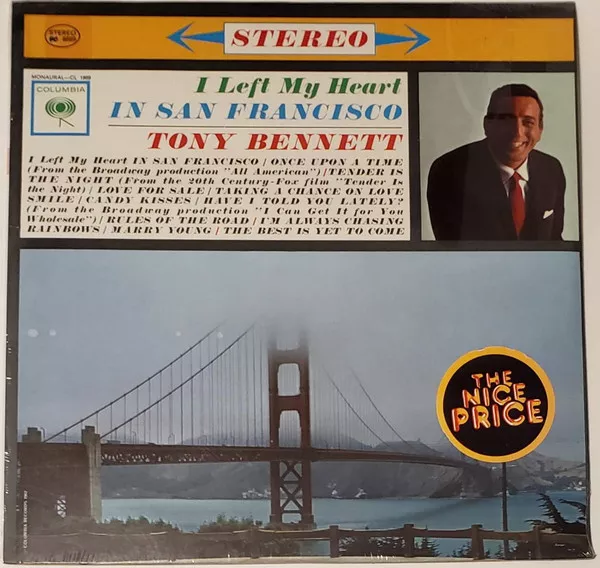 STEREO
PC 8669
STEREO
MONAURAL—CL 1869
COLUMBIA
I Left My Heart
IN SAN FRANCISCO
TONY BENNETT
I Left My Heart IN SAN FRANCISCO | ONCE UPON A TIME
(From the Broadway production "All American") | TENDER IS
THE NIGHT (From the 20th Century-Fox film "Tender Is
the Night) | LOVE FOR SALE | TAKING A CHANCE ON LOVE
SMILE | CANDY KISSES | HAVE I TOLD YOU LATELY?
(From the Broadway production "I Can Get It for You
Wholesale") | RULES OF THE ROAD | I'M ALWAYS CHASING
RAINBOWS | MARRY YOUNG | THE BEST IS YET TO COME
THE
NICE
PRICE